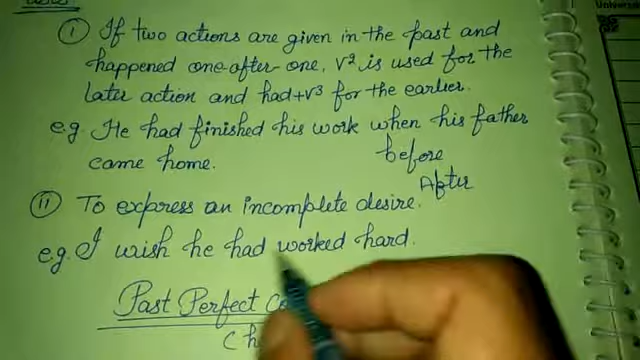 ① If two actions are given in the past and
happened one-after-one, V² is used for the
later action and had+V³ for the earlier.
e.g He had finished his work when his father
came home.
before
After
⑪ To express an incomplete desire.
e.g. I wish he had worked hard.
Past Perfect